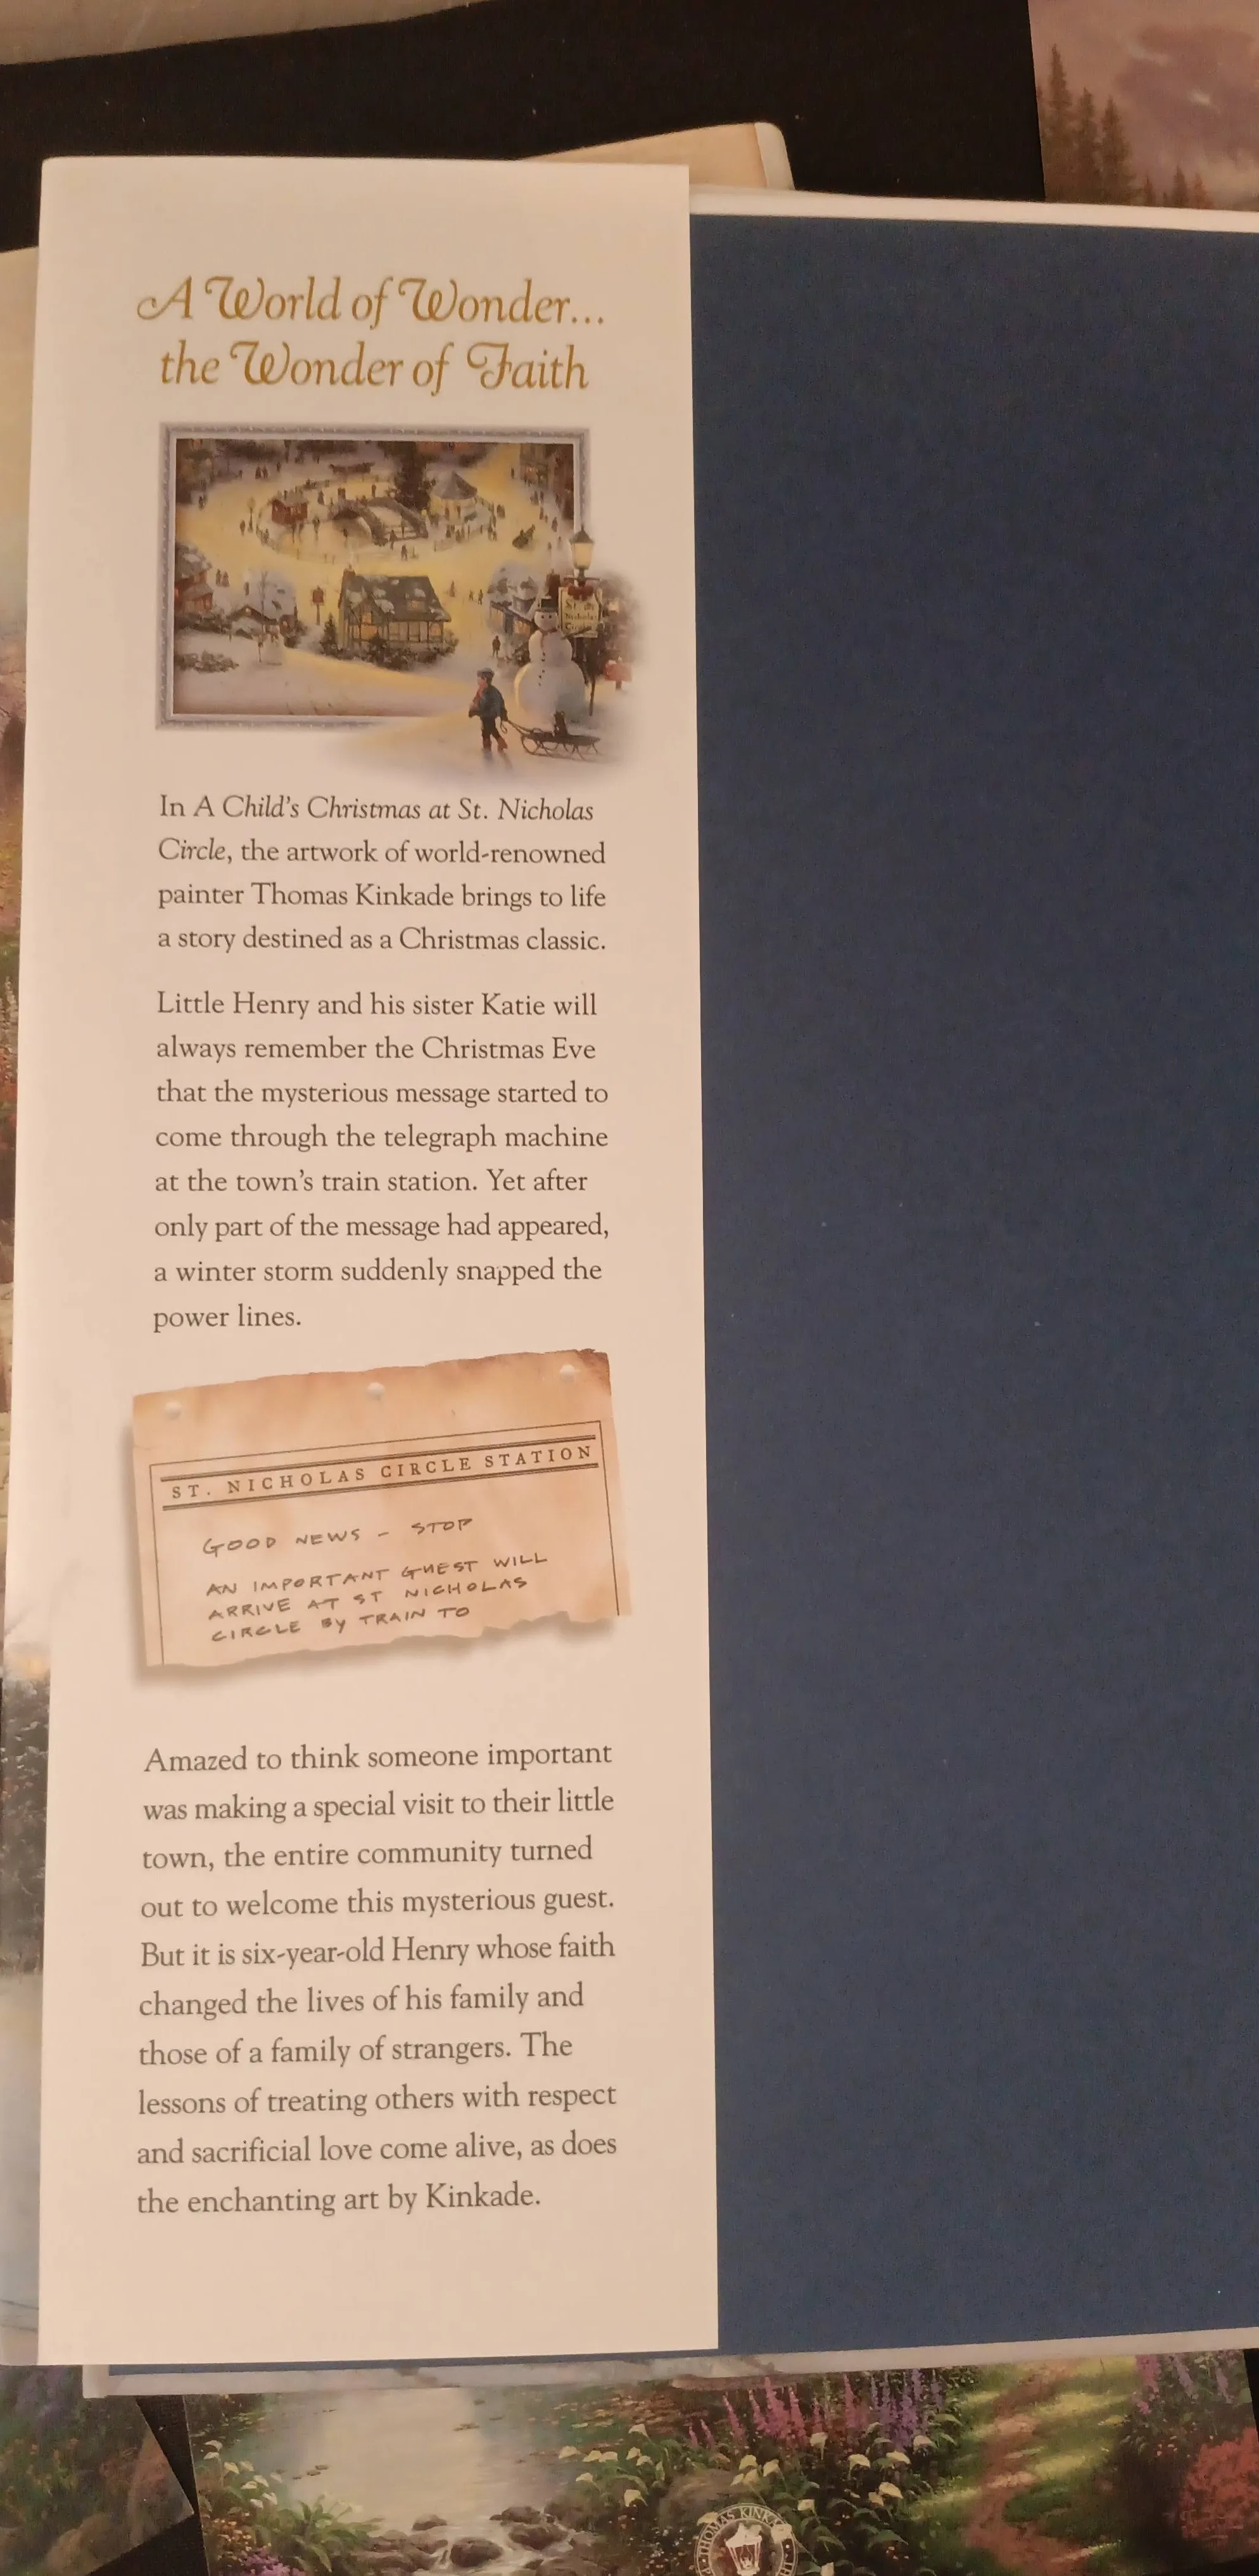 A World of Wonder...
the Wonder of Faith
St.
Nicholas
Circle
In A Child's Christmas at St. Nicholas
Circle, the artwork of world-renowned
painter Thomas Kinkade brings to life
a story destined as a Christmas classic.
Little Henry and his sister Katie will
always remember the Christmas Eve
that the mysterious message started to
come through the telegraph machine
at the town's train station. Yet after
only part of the message had appeared,
a winter storm suddenly snapped the
power lines.
ST. NICHOLAS CIRCLE STATION
GOOD NEWS - STOP
AN IMPORTANT GUEST WILL
ARRIVE AT ST NICHOLAS
CIRCLE BY TRAIN TO
Amazed to think someone important
was making a special visit to their little
town, the entire community turned
out to welcome this mysterious guest.
But it is six-year-old Henry whose faith
changed the lives of his family and
those of a family of strangers. The
lessons of treating others with respect
and sacrificial love come alive, as does
the enchanting art by Kinkade.
THOMAS